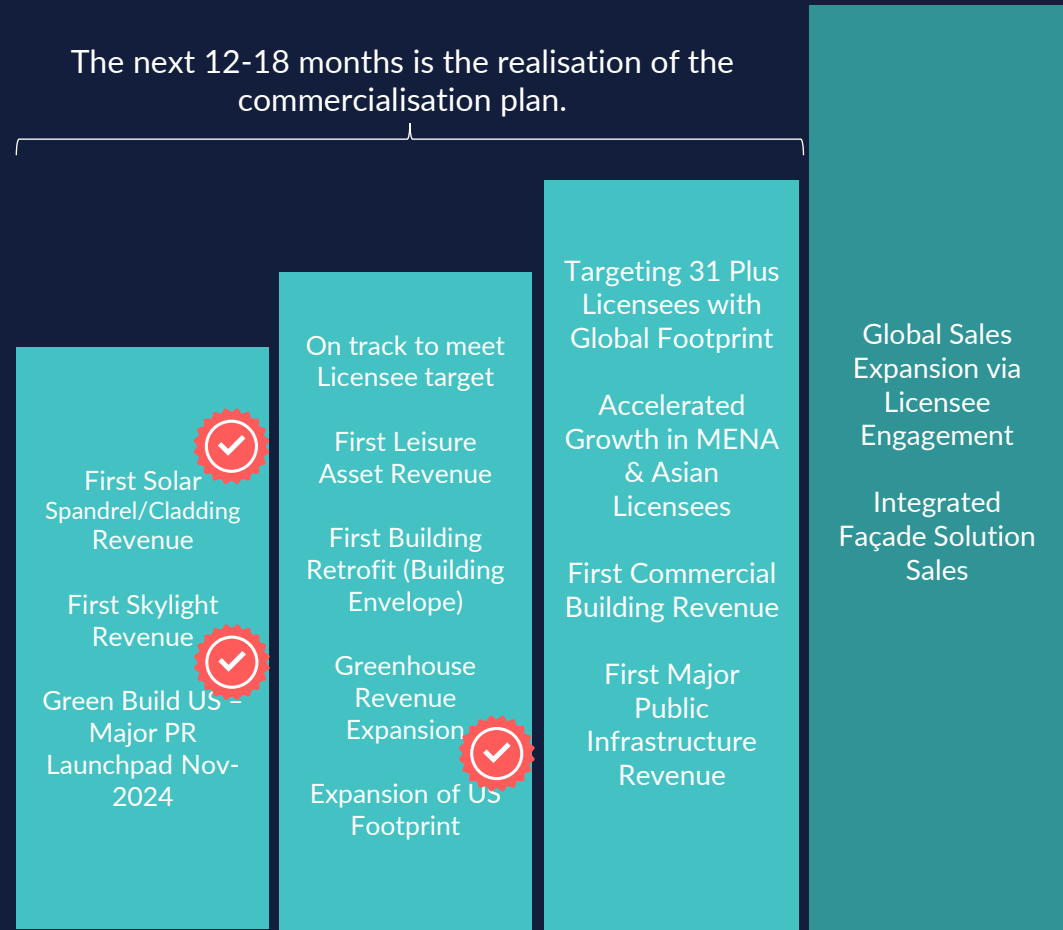 The next 12-18 months is the realisation of the
commercialisation plan.
First Solar
Spandrel/Cladding
Revenue
First Skylight
Revenue
Green Build US –
Major PR
Launchpad Nov-
2024
On track to meet
Licensee target
First Leisure
Asset Revenue
First Building
Retrofit (Building
Envelope)
Greenhouse
Revenue
Expansion
Expansion of US
Footprint
Targeting 31 Plus
Licensees with
Global Footprint
Accelerated
Growth in MENA
& Asian
Licensees
First Commercial
Building Revenue
First Major
Public
Infrastructure
Revenue
Global Sales
Expansion via
Licensee
Engagement
Integrated
Façade Solution
Sales